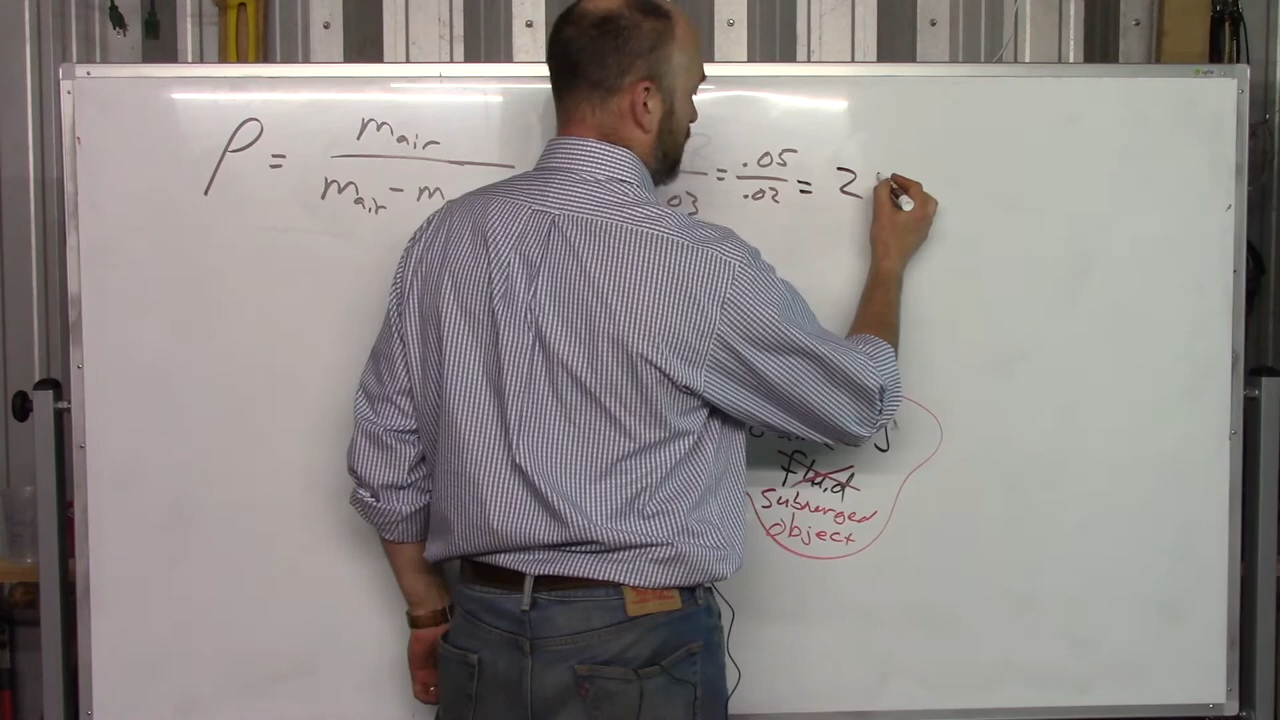 ρ = m air / m air - m
03 = .05 / .02 = 2
fluid
Submerged
object